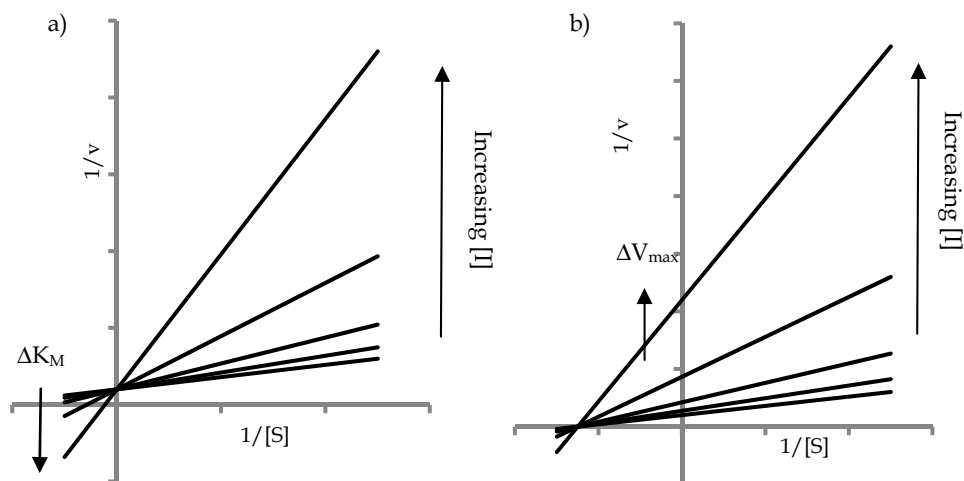 a)
1/v
Increasing [I]
ΔK_M
1/[S]
b)
1/v
Increasing [I]
ΔV_max
1/[S]